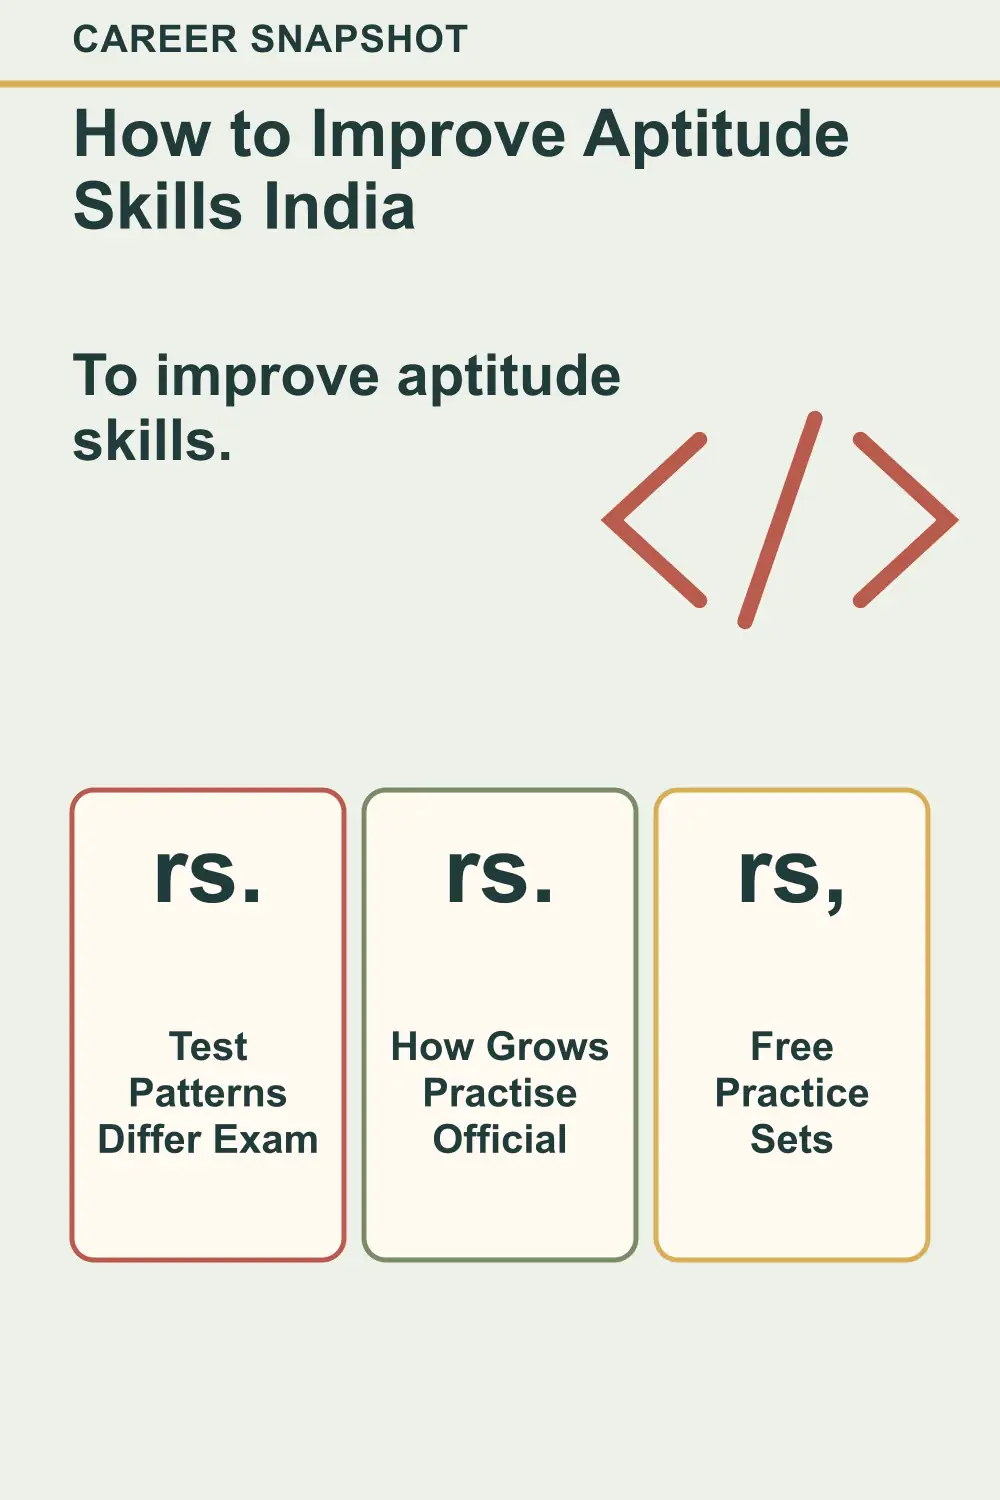 CAREER SNAPSHOT
How to Improve Aptitude
Skills India
To improve aptitude
skills.
rs.
Test
Patterns
Differ Exam
rs.
How Grows
Practise
Official
rs,
Free
Practice
Sets